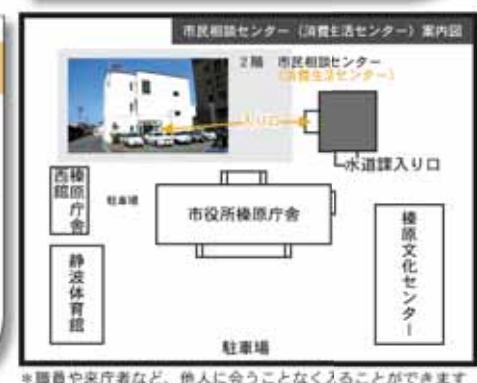 市民相談センター（消費生活センター）案内図
2階 市民相談センター
（消費生活センター）
入り口
水道課入り口
榛原庁舎
西館
駐車場
市役所榛原庁舎
静波体育館
榛原文化センター
駐車場
＊職員や来庁者など、他人に会うことなく入ることができます